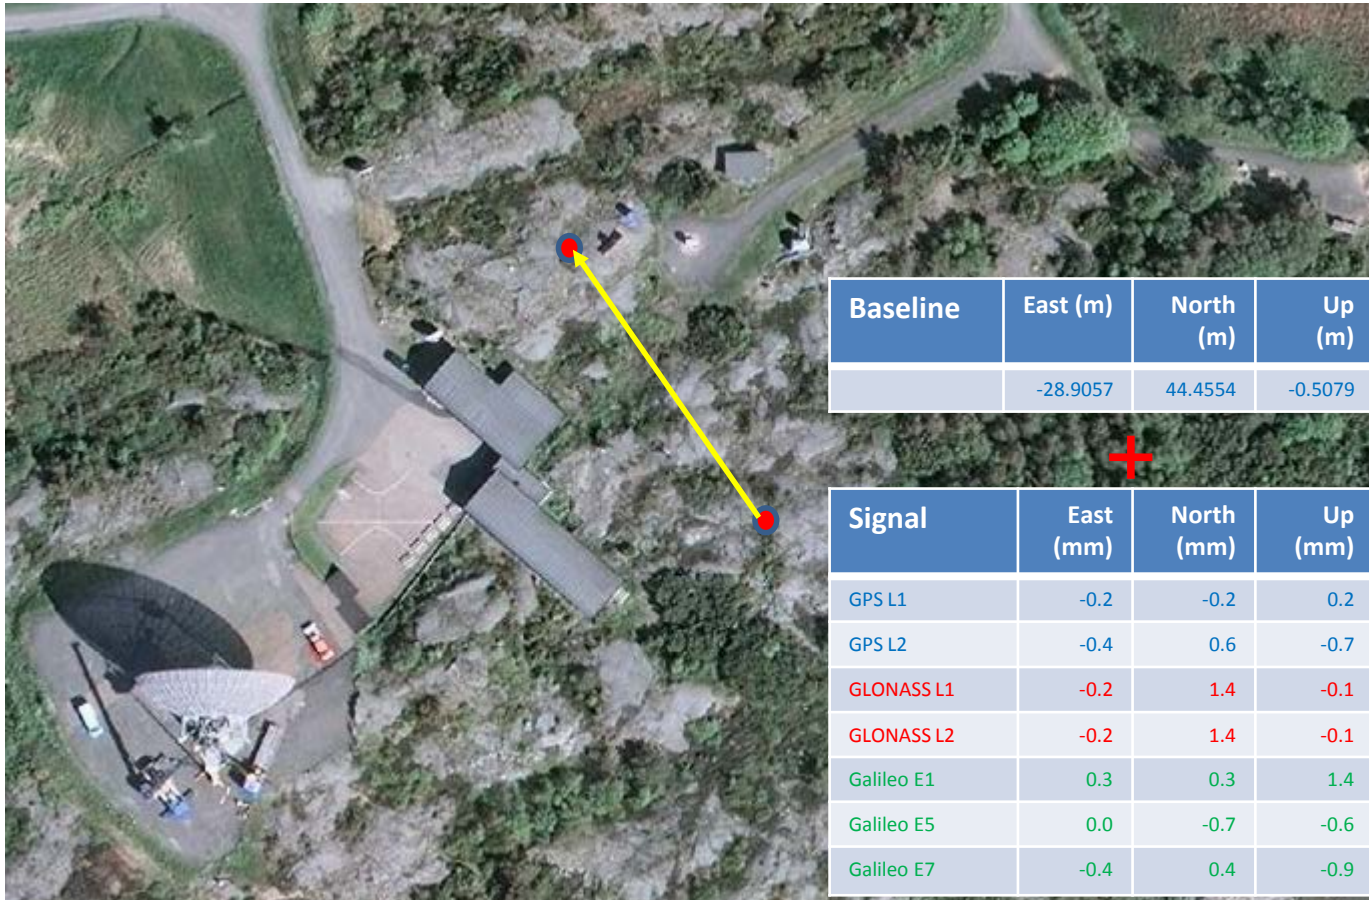 Baseline East (m) North (m) Up (m)
-28.9057 44.4554 -0.5079
+
Signal East (mm) North (mm) Up (mm)
GPS L1 -0.2 -0.2 0.2
GPS L2 -0.4 0.6 -0.7
GLONASS L1 -0.2 1.4 -0.1
GLONASS L2 -0.2 1.4 -0.1
Galileo E1 0.3 0.3 1.4
Galileo E5 0.0 -0.7 -0.6
Galileo E7 -0.4 0.4 -0.9